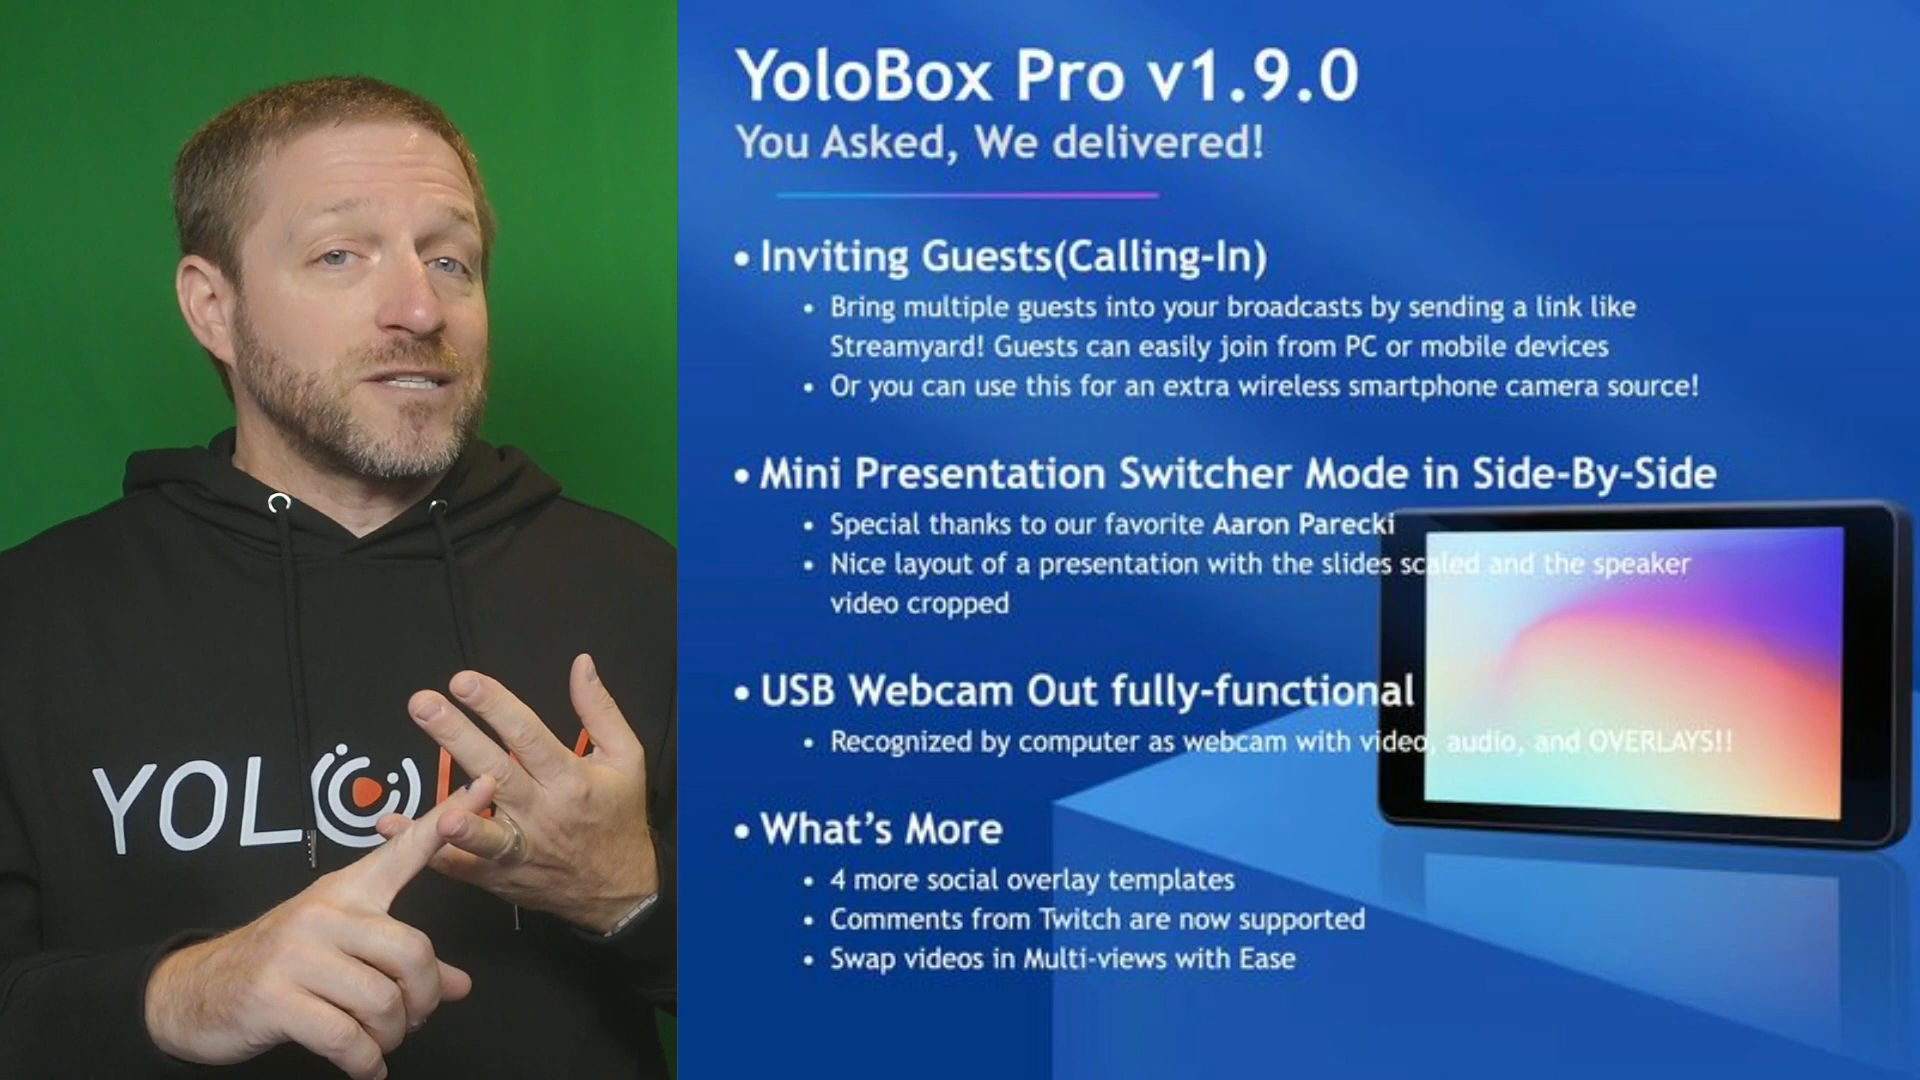 YoloBox Pro v1.9.0
You Asked, We delivered!
• Inviting Guests(Calling-In)
• Bring multiple guests into your broadcasts by sending a link like
Streamyard! Guests can easily join from PC or mobile devices
• Or you can use this for an extra wireless smartphone camera source!
• Mini Presentation Switcher Mode in Side-By-Side
• Special thanks to our favorite Aaron Parecki
• Nice layout of a presentation with the slides scaled and the speaker
video cropped
• USB Webcam Out fully-functional
• Recognized by computer as webcam with video, audio, and OVERLAYS!!
• What's More
• 4 more social overlay templates
• Comments from Twitch are now supported
• Swap videos in Multi-views with Ease
YOLO